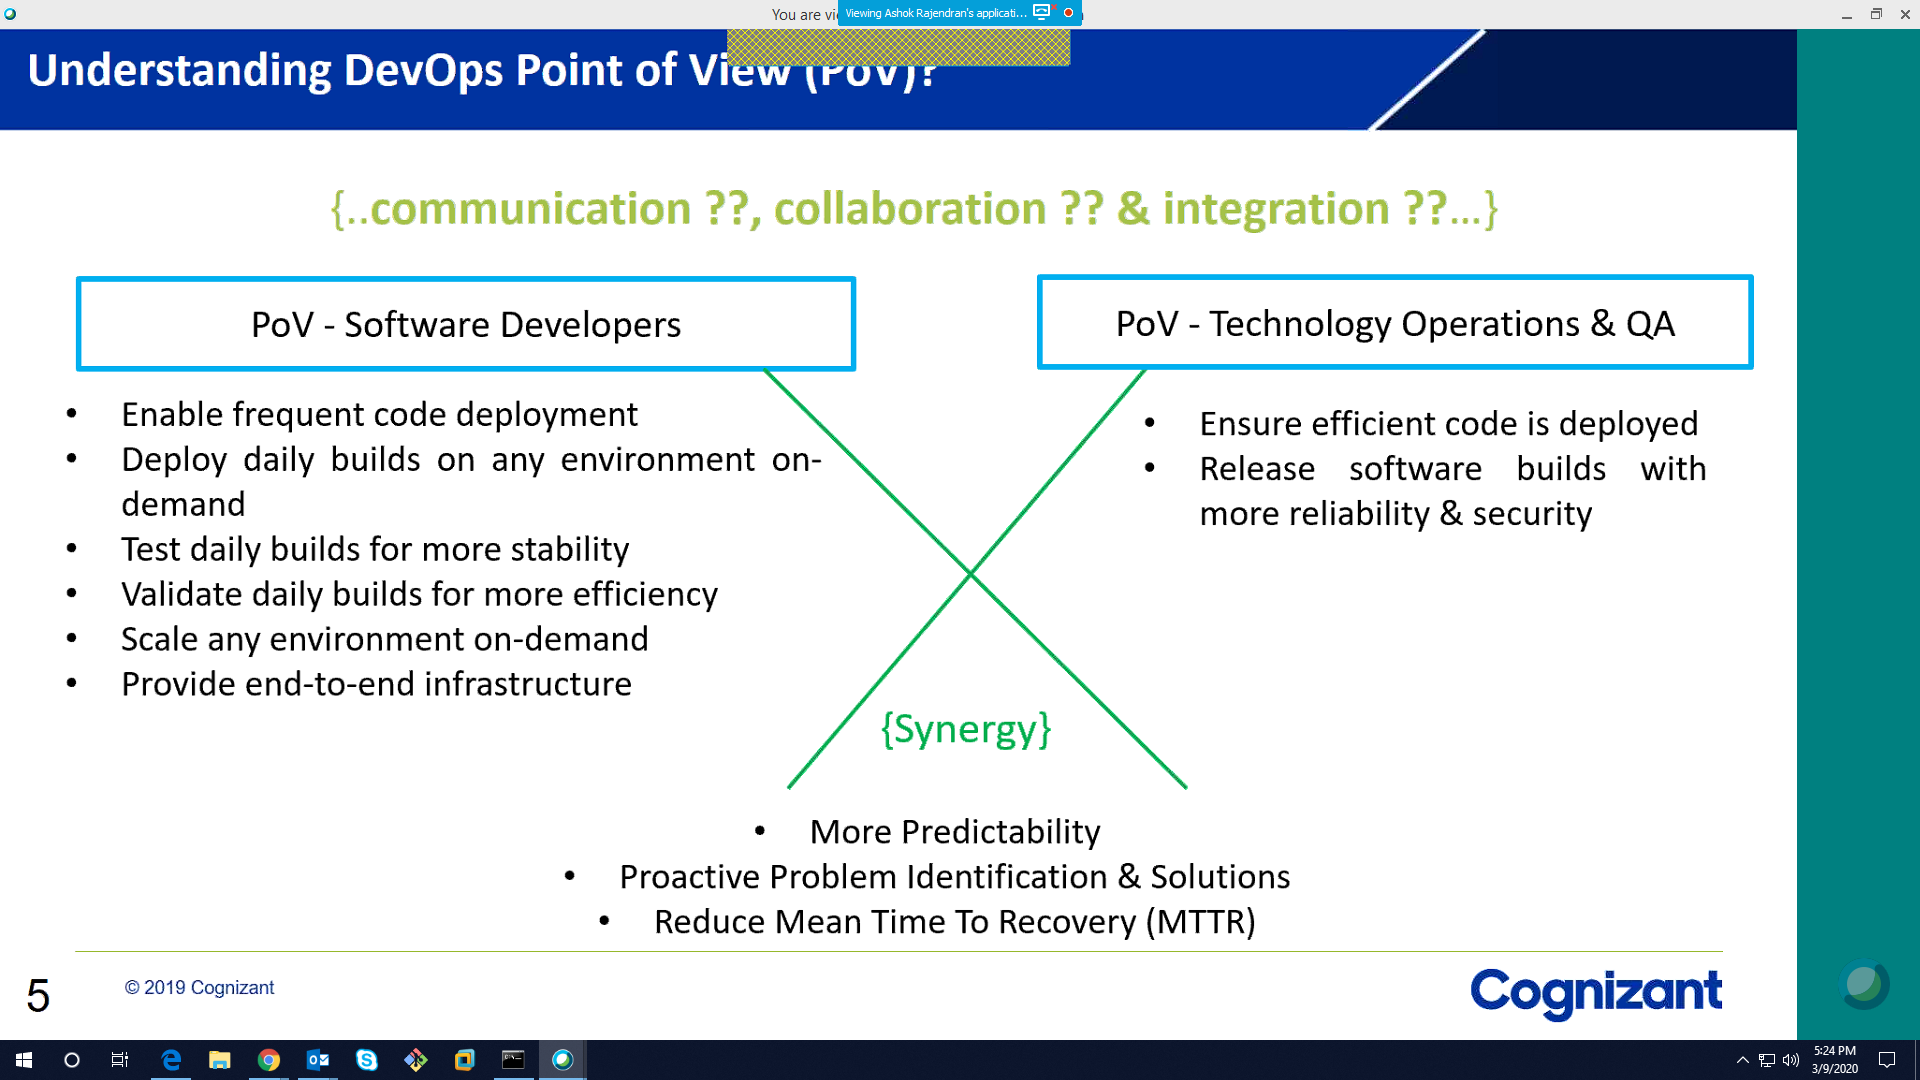 You are vi
Viewing Ashok Rajendran's applicati...
Understanding DevOps Point of View (PoV)?
{..communication ??, collaboration ?? & integration ??...}
PoV - Software Developers
• Enable frequent code deployment
• Deploy daily builds on any environment on-
demand
• Test daily builds for more stability
• Validate daily builds for more efficiency
• Scale any environment on-demand
• Provide end-to-end infrastructure
PoV - Technology Operations & QA
• Ensure efficient code is deployed
• Release software builds with
more reliability & security
{Synergy}
• More Predictability
• Proactive Problem Identification & Solutions
• Reduce Mean Time To Recovery (MTTR)
5
© 2019 Cognizant
Cognizant
5:24 PM
3/9/2020